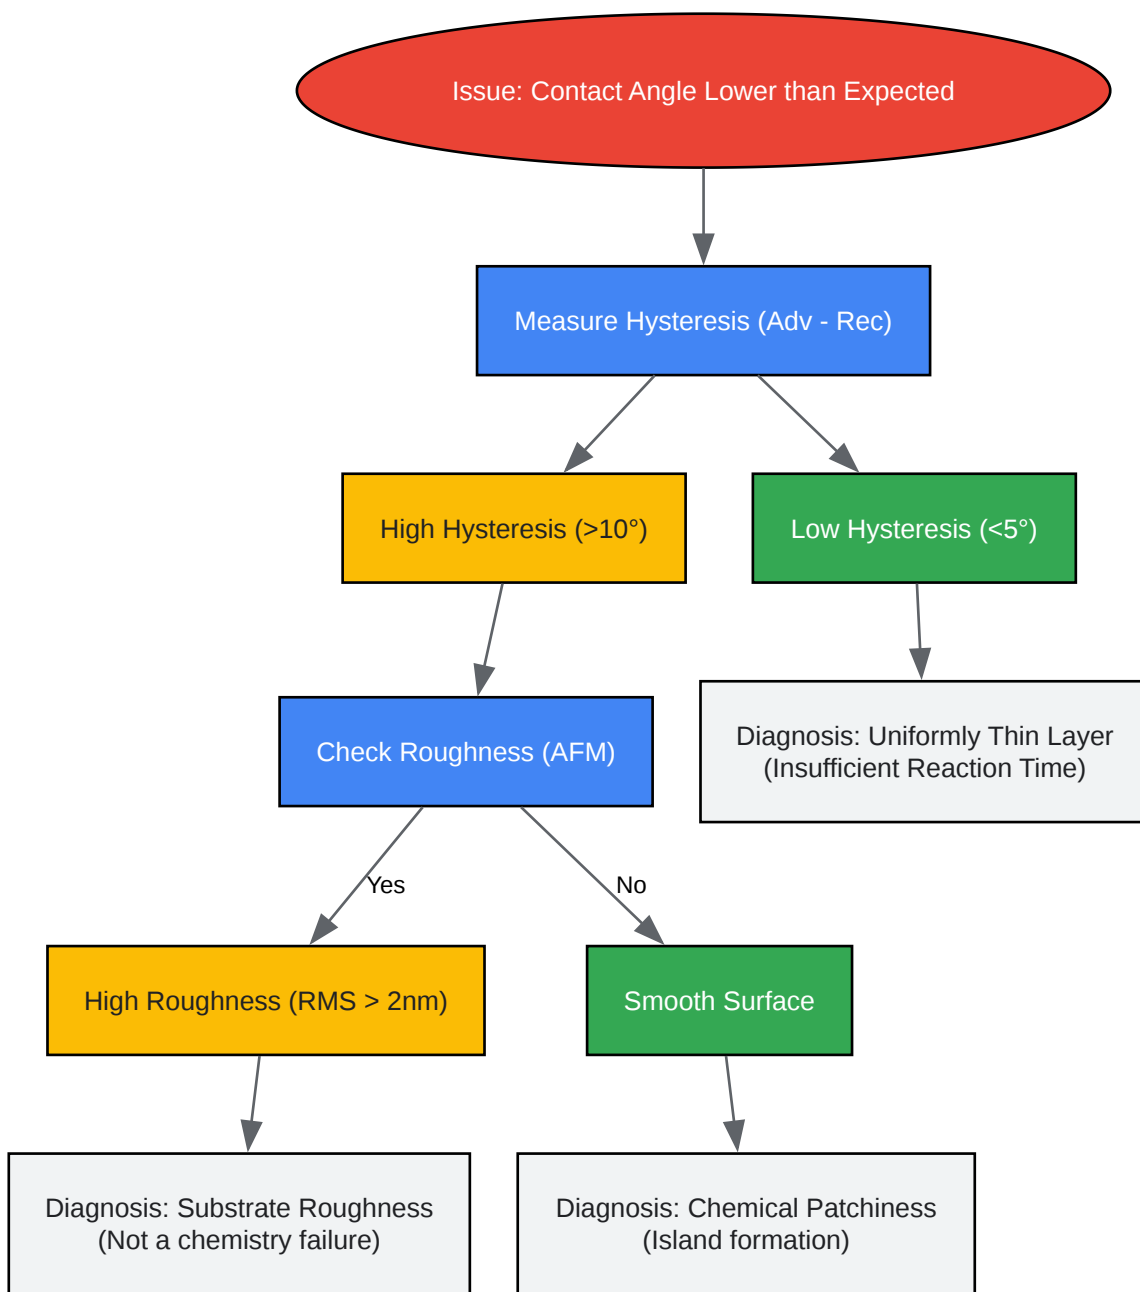 Issue: Contact Angle Lower than Expected
Measure Hysteresis (Adv - Rec)
High Hysteresis (>10°)
Low Hysteresis (<5°)
Check Roughness (AFM)
Diagnosis: Uniformly Thin Layer
(Insufficient Reaction Time)
Yes
No
High Roughness (RMS > 2nm)
Smooth Surface
Diagnosis: Substrate Roughness
(Not a chemistry failure)
Diagnosis: Chemical Patchiness
(Island formation)